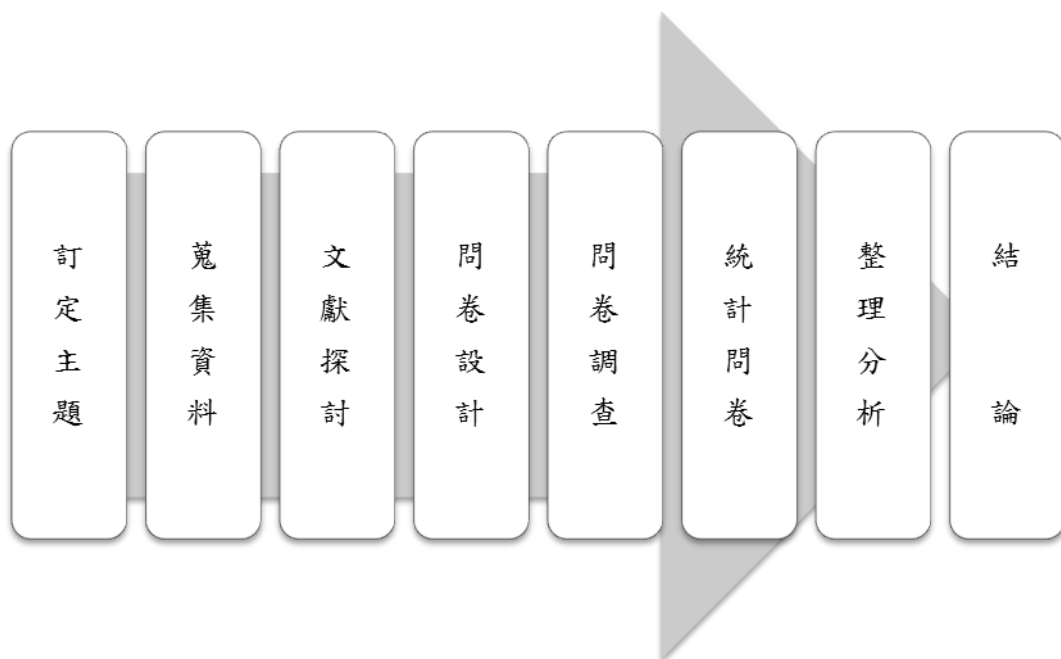 訂定主題
蒐集資料
文獻探討
問卷設計
問卷調查
統計問卷
整理分析
結論